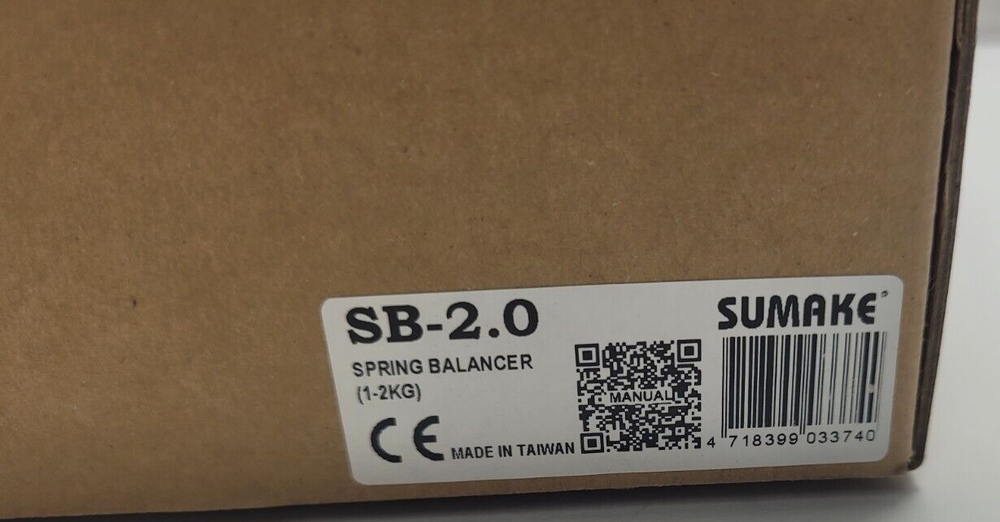 SB-2.0
SUMAKE
SPRING BALANCER
(1-2KG)
MANUAL
CE MADE IN TAIWAN
4 718399 033740